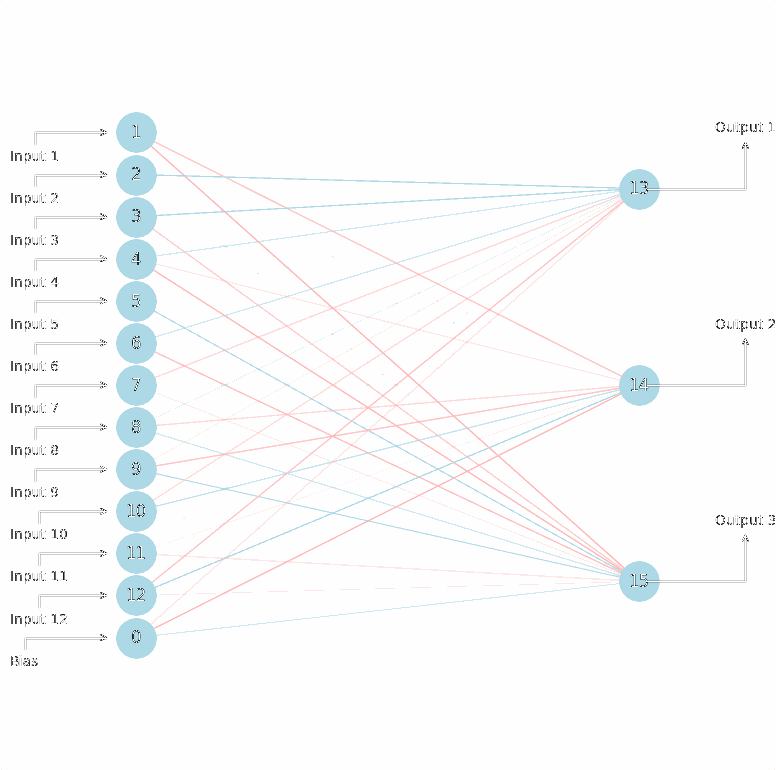 Output 1
1
Input 1
2
13
Input 2
3
Input 3
4
Input 4
5
Output 2
Input 5
6
Input 6
7
14
Input 7
8
Input 8
9
Input 9
10
Output 3
Input 10
11
Input 11
12
15
Input 12
0
Bias